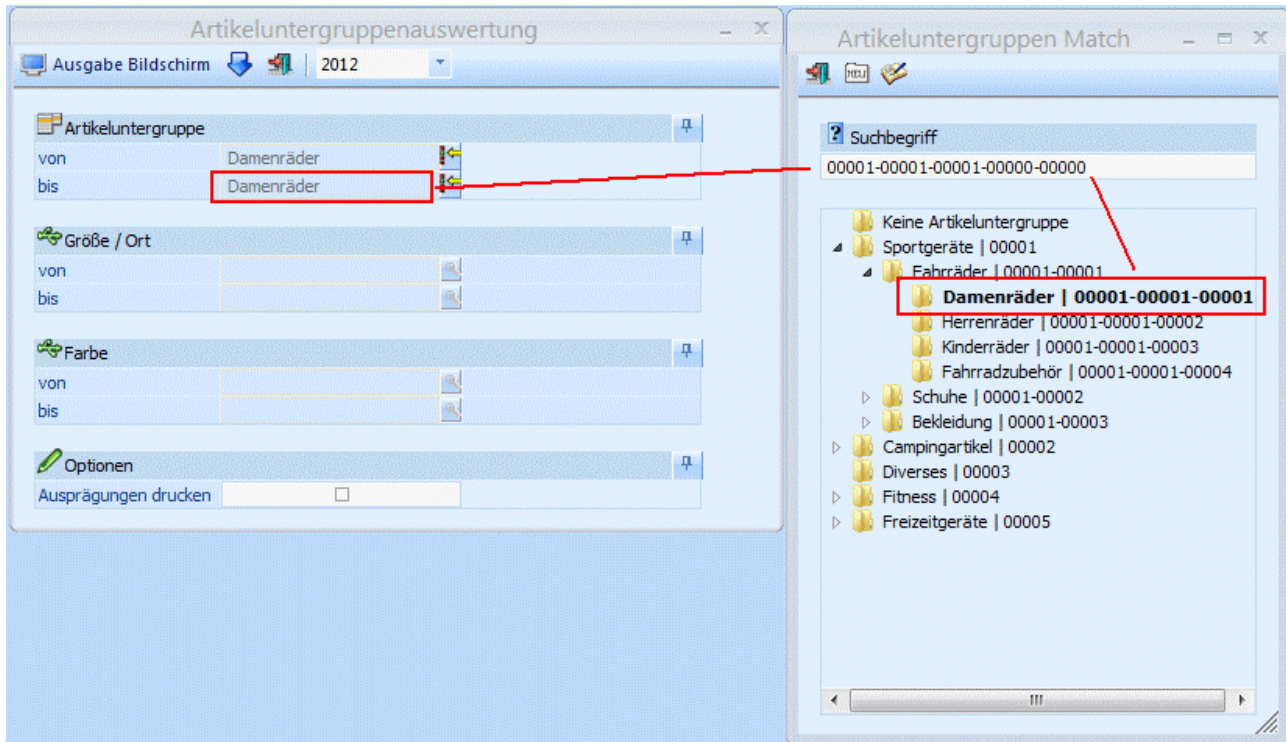 Artikeluntergruppenauswertung
Ausgabe Bildschirm 2012
Artikeluntergruppe
von Damenräder
bis Damenräder
Größe / Ort
von
bis
Farbe
von
bis
Optionen
Ausprägungen drucken
Artikeluntergruppen Match
NEU
Suchbegriff
00001-00001-00001-00000-00000
Keine Artikeluntergruppe
Sportgeräte | 00001
Fahrräder | 00001-00001
Damenräder | 00001-00001-00001
Herrenräder | 00001-00001-00002
Kinderräder | 00001-00001-00003
Fahrradzubehör | 00001-00001-00004
Schuhe | 00001-00002
Bekleidung | 00001-00003
Campingartikel | 00002
Diverses | 00003
Fitness | 00004
Freizeitgeräte | 00005